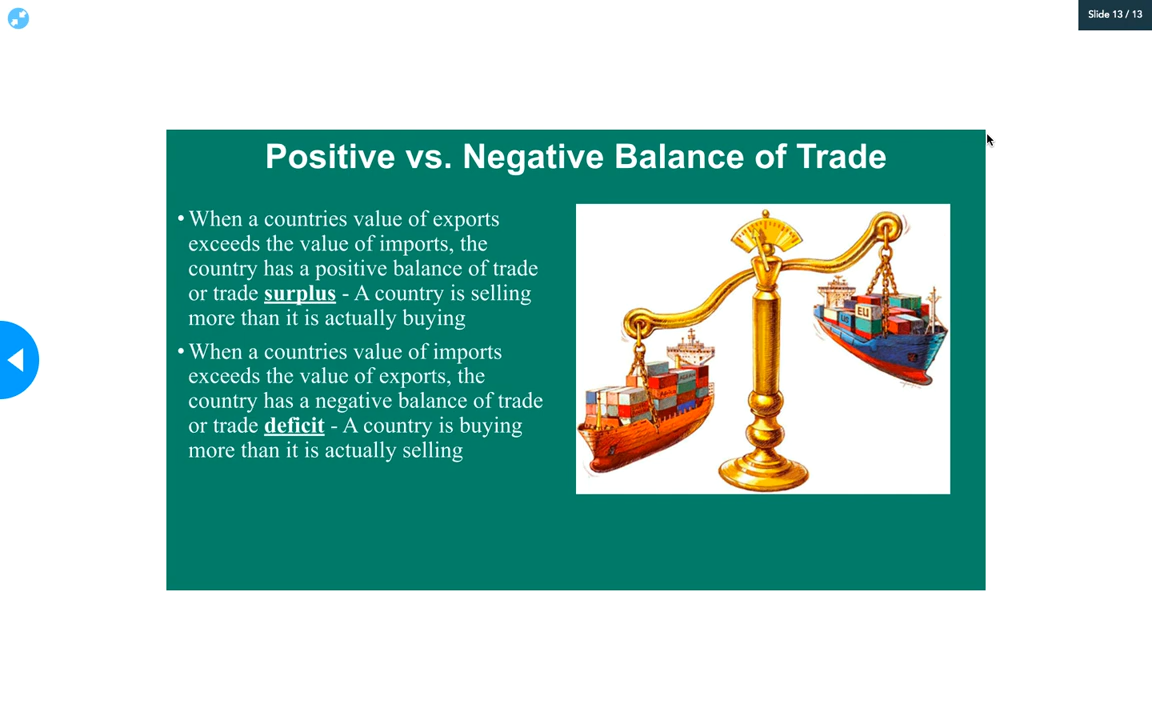 Slide 13 / 13
Positive vs. Negative Balance of Trade
• When a countries value of exports
exceeds the value of imports, the
country has a positive balance of trade
or trade surplus - A country is selling
more than it is actually buying
• When a countries value of imports
exceeds the value of exports, the
country has a negative balance of trade
or trade deficit - A country is buying
more than it is actually selling
EU